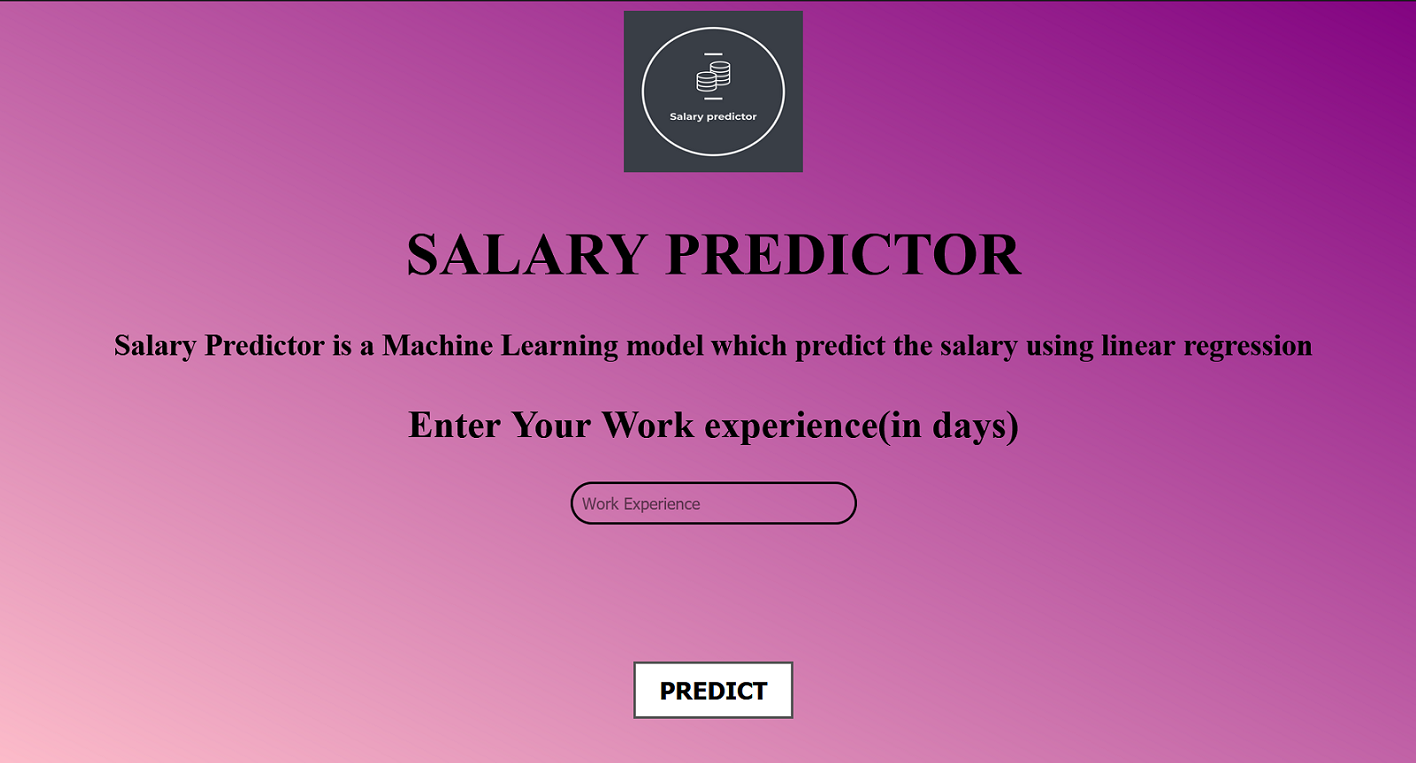 Salary predictor
SALARY PREDICTOR
Salary Predictor is a Machine Learning model which predict the salary using linear regression
Enter Your Work experience(in days)
Work Experience
PREDICT